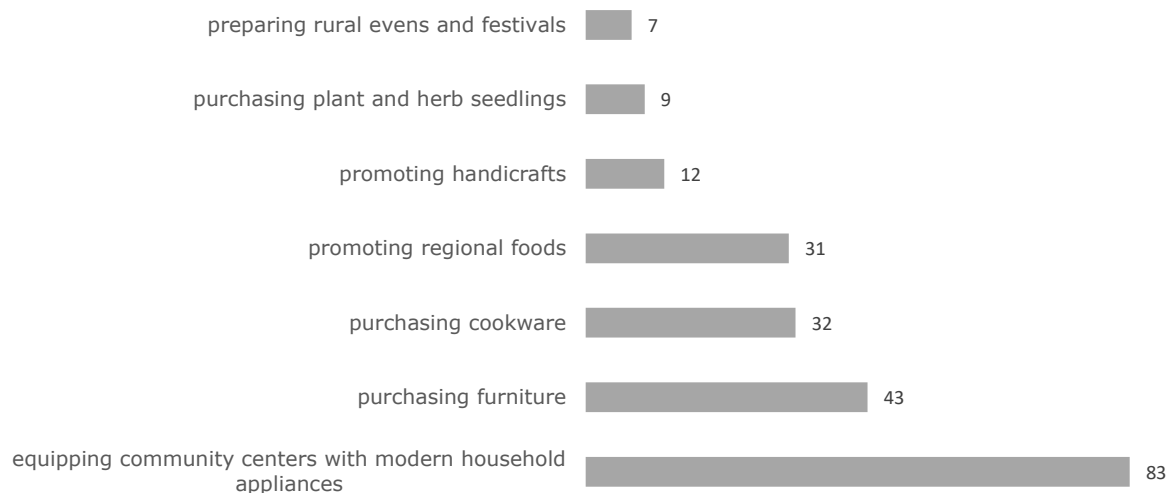 preparing rural evens and festivals 7
purchasing plant and herb seedlings 9
promoting handicrafts 12
promoting regional foods 31
purchasing cookware 32
purchasing furniture 43
equipping community centers with modern household
appliances 83